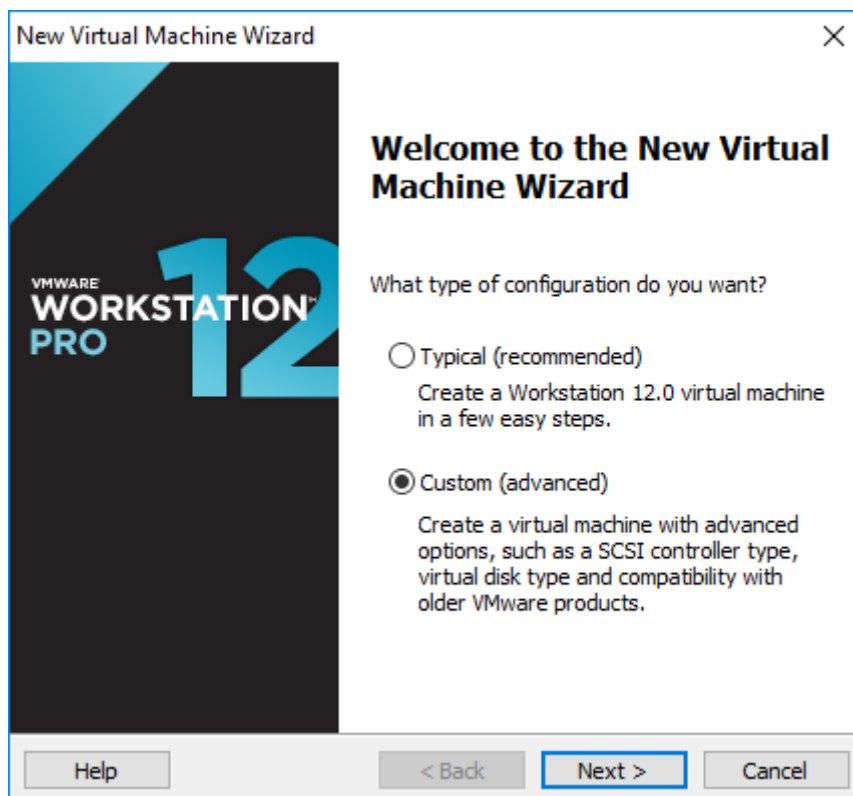 New Virtual Machine Wizard
VMWARE
WORKSTATION™
PRO
12
Welcome to the New Virtual
Machine Wizard
What type of configuration do you want?
Typical (recommended)
Create a Workstation 12.0 virtual machine
in a few easy steps.
Custom (advanced)
Create a virtual machine with advanced
options, such as a SCSI controller type,
virtual disk type and compatibility with
older VMware products.
Help
< Back
Next >
Cancel